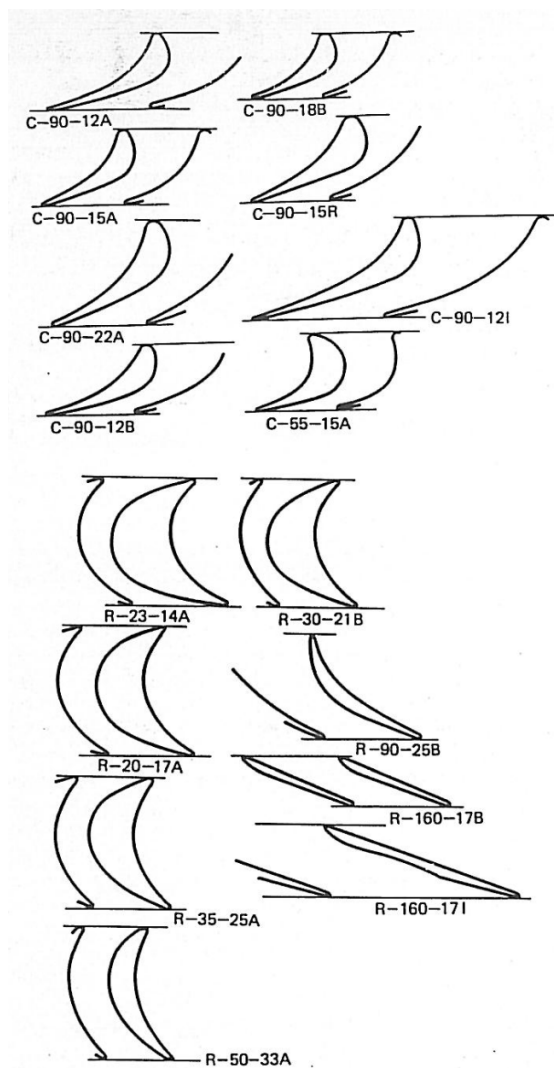 C-90-12A
C-90-18B
C-90-15A
C-90-15R
C-90-22A
C-90-12I
C-90-12B
C-55-15A
R-23-14A
R-30-21B
R-20-17A
R-90-25B
R-160-17B
R-35-25A
R-160-17I
R-50-33A